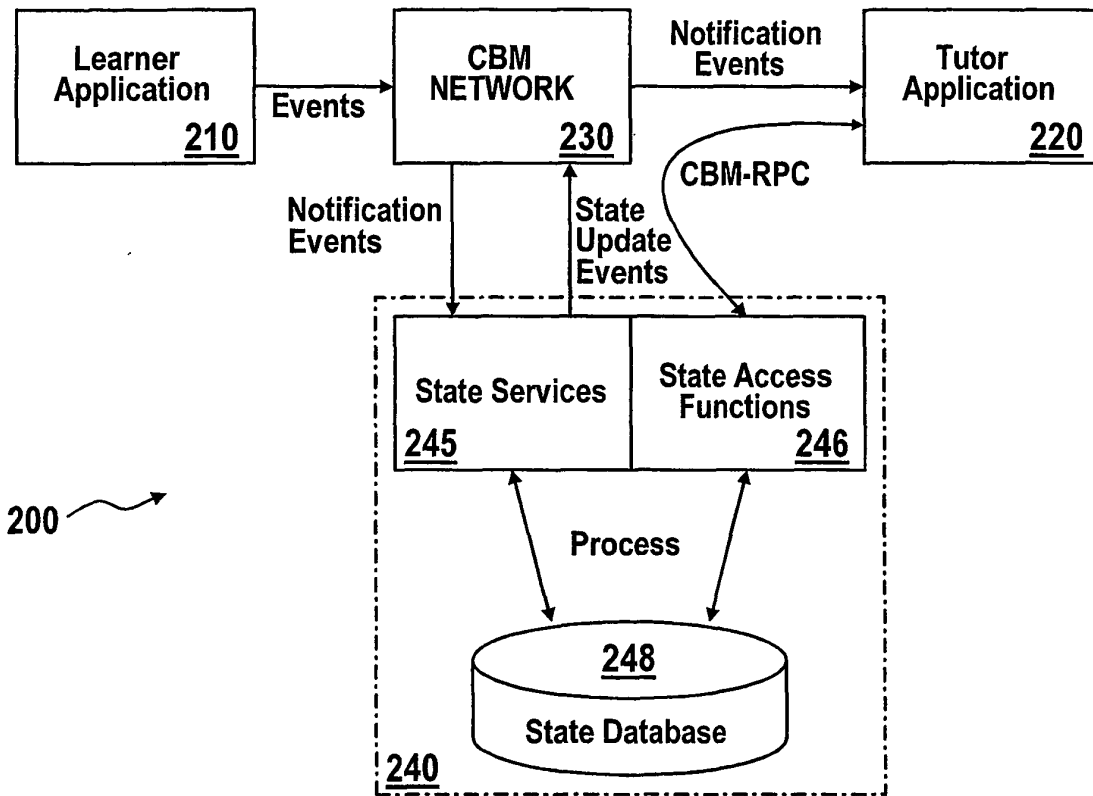 Learner
Application
210
Events
CBM
NETWORK
230
Notification
Events
Tutor
Application
220
CBM-RPC
Notification
Events
State
Update
Events
State Services
245
State Access
Functions
246
200
Process
248
State Database
240